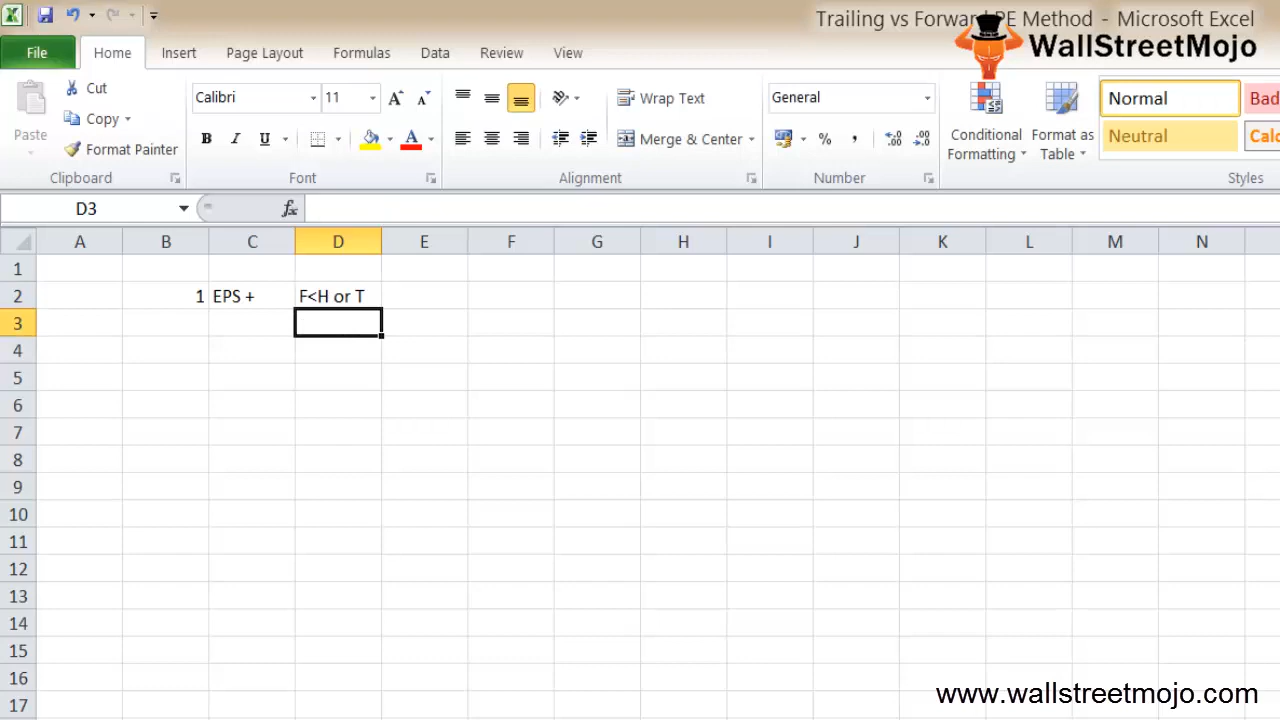 Trailing vs Forward PE Method - Microsoft Excel
WallStreetMojo
File Home Insert Page Layout Formulas Data Review View
Paste
Cut
Copy
Format Painter
Clipboard
Calibri 11
A A
B I U A
Font
Wrap Text
Merge & Center
Alignment
General
% ,
Number
Conditional Formatting
Format as Table
Normal Bad
Neutral Calc
Styles
D3 fx
A B C D E F G H I J K L M N
1
2 1 EPS + F<H or T
3
4
5
6
7
8
9
10
11
12
13
14
15
16
17
www.wallstreetmojo.com